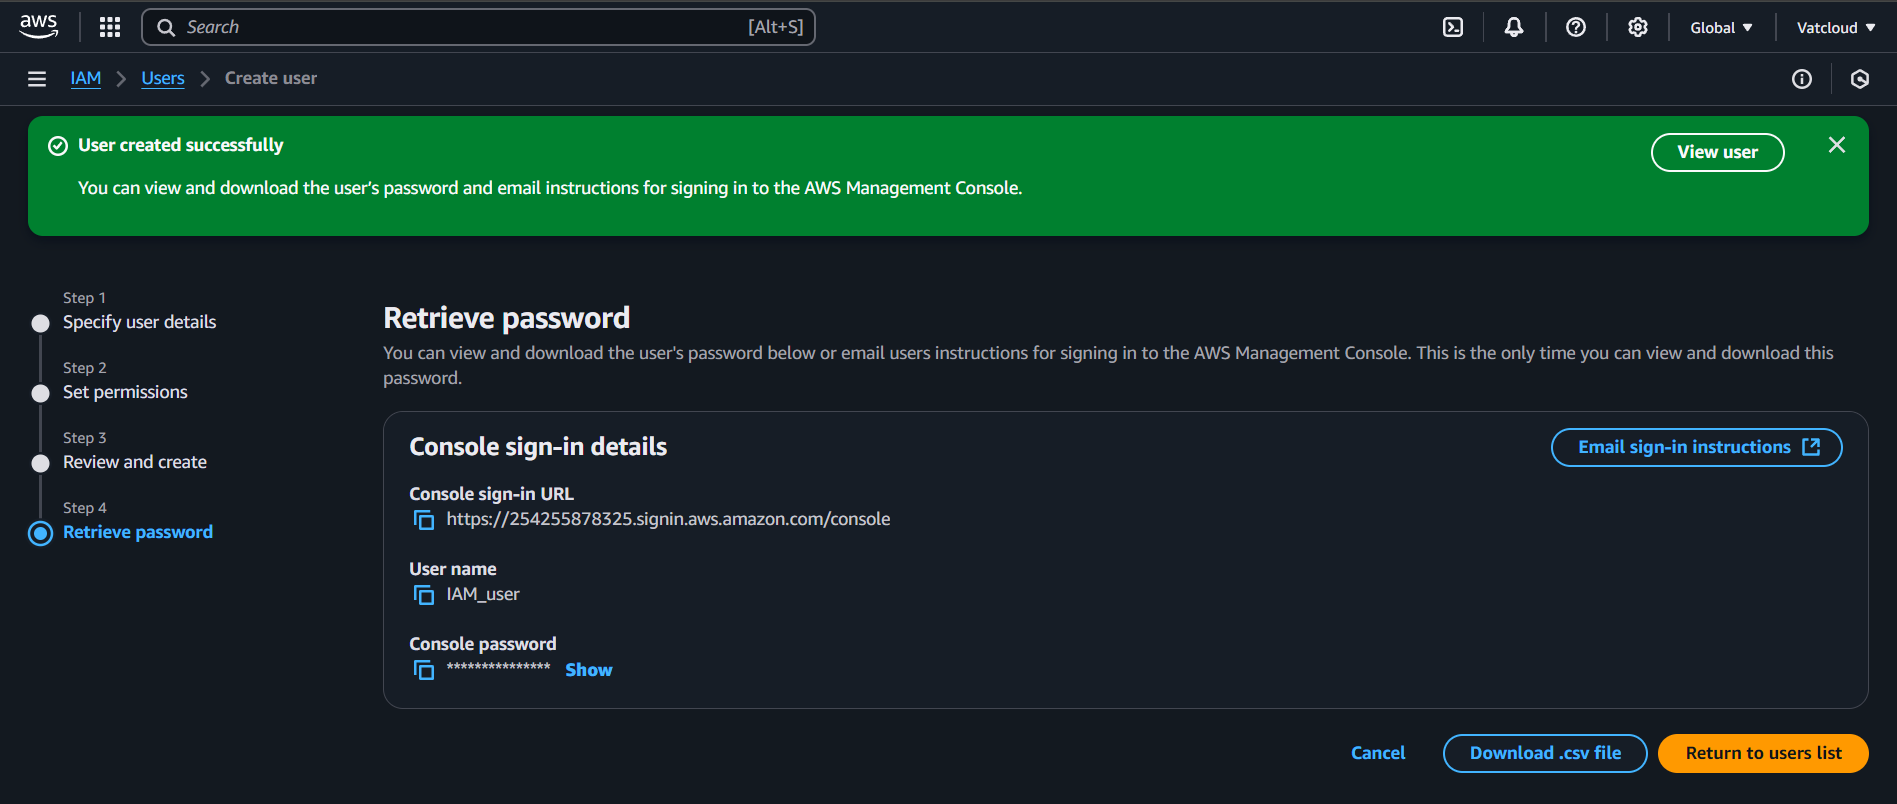 aws
Search [Alt+S]
Global
Vatcloud
IAM
Users
Create user
User created successfully
You can view and download the user's password and email instructions for signing in to the AWS Management Console.
View user
Step 1
Specify user details
Step 2
Set permissions
Step 3
Review and create
Step 4
Retrieve password
Retrieve password
You can view and download the user's password below or email users instructions for signing in to the AWS Management Console. This is the only time you can view and download this
password.
Console sign-in details
Email sign-in instructions
Console sign-in URL
https://254255878325.signin.aws.amazon.com/console
User name
IAM_user
Console password
*************** Show
Cancel
Download .csv file
Return to users list